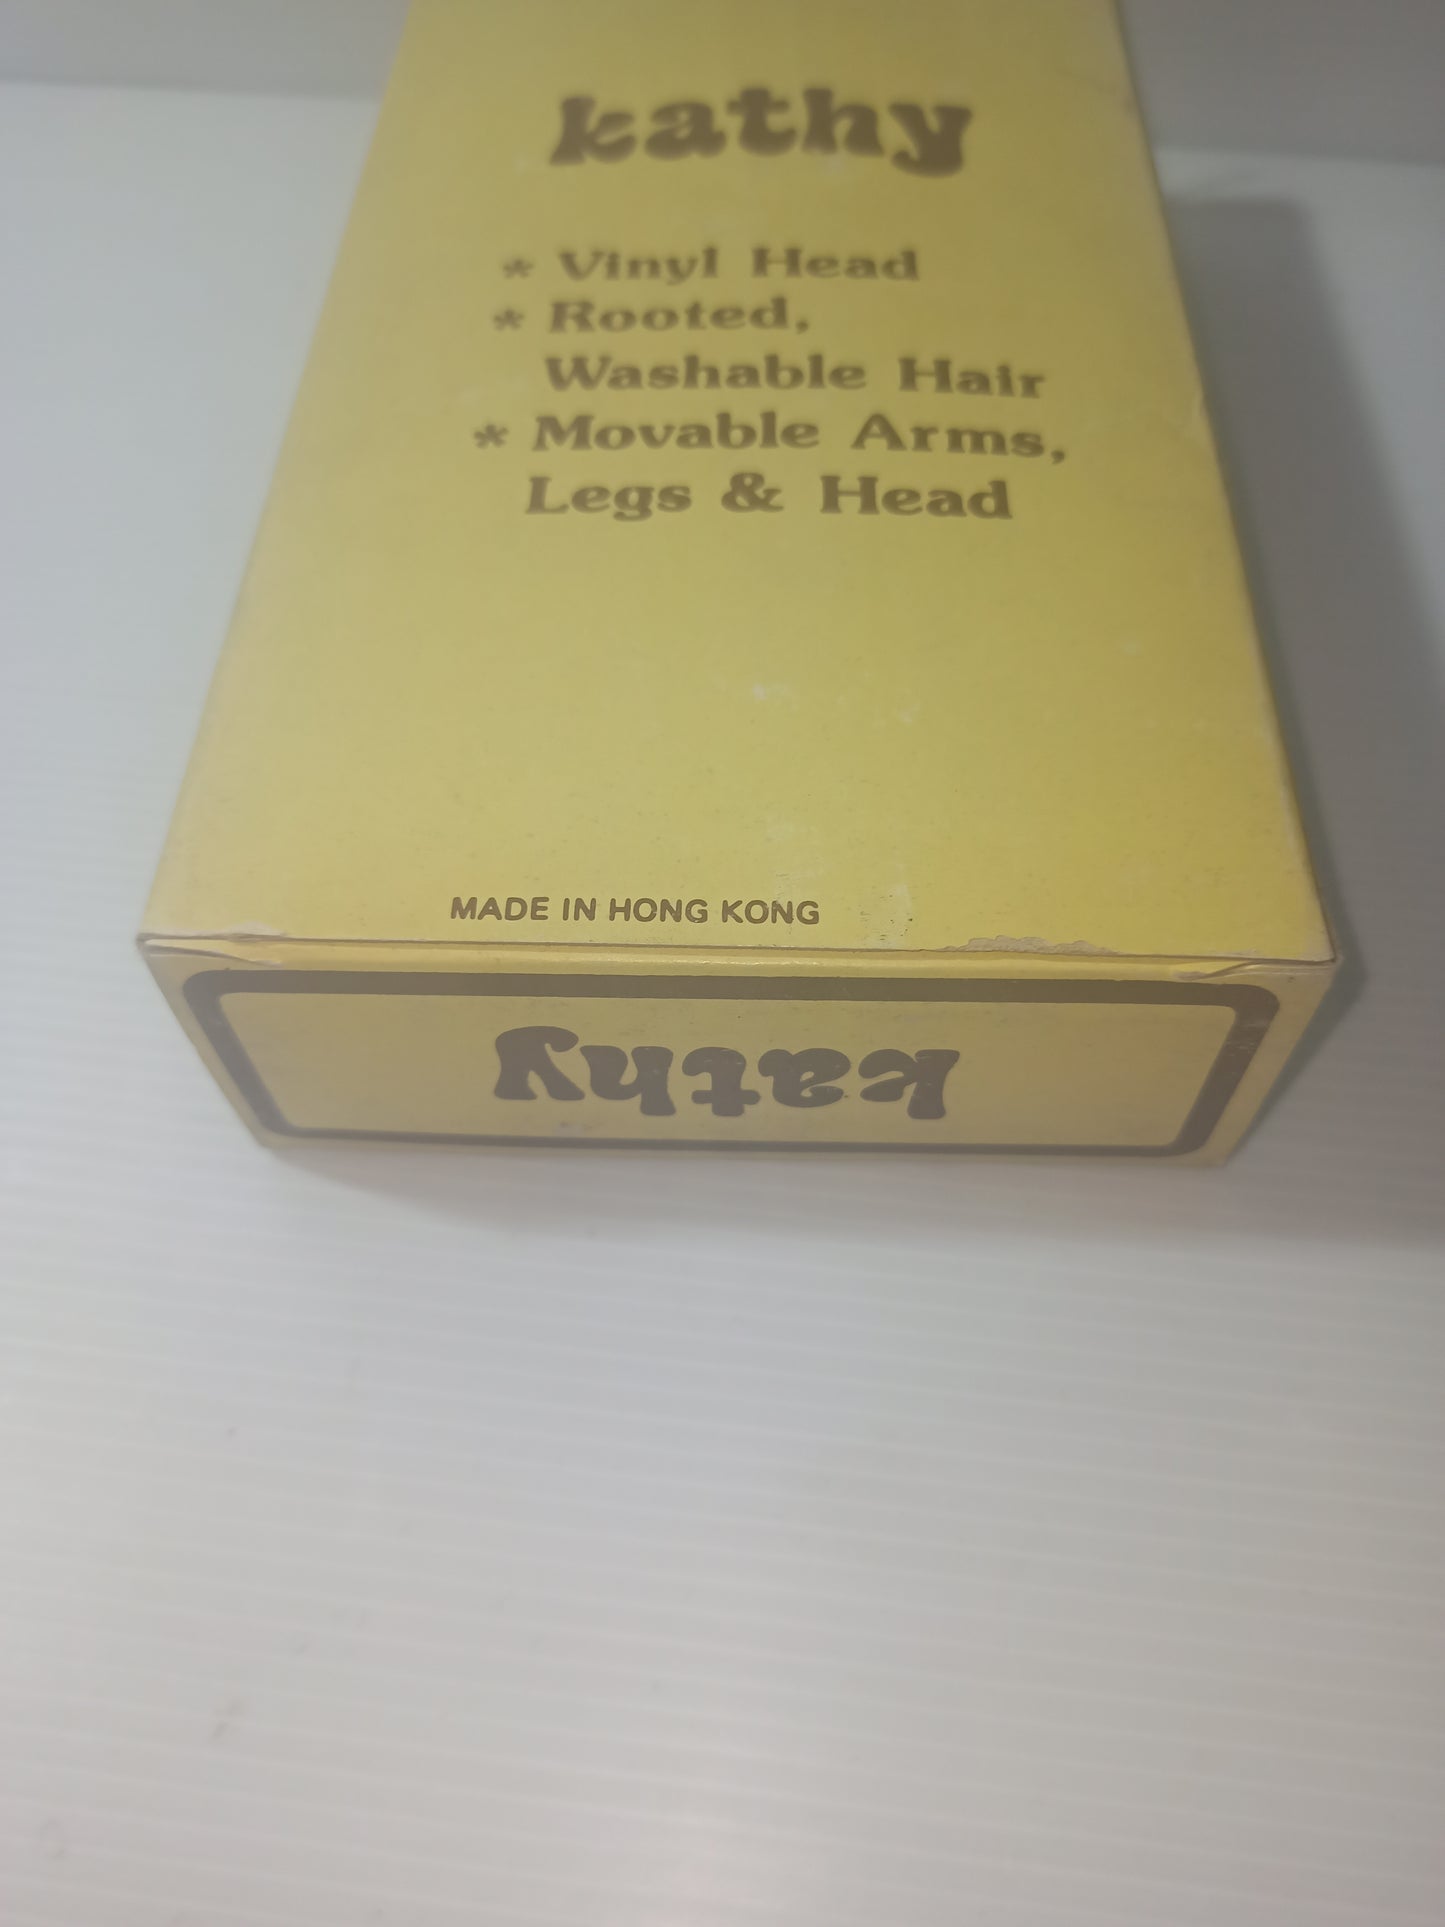 kathy
* Vinyl Head
* Rooted,
Washable Hair
* Movable Arms,
Legs & Head
MADE IN HONG KONG
kathy